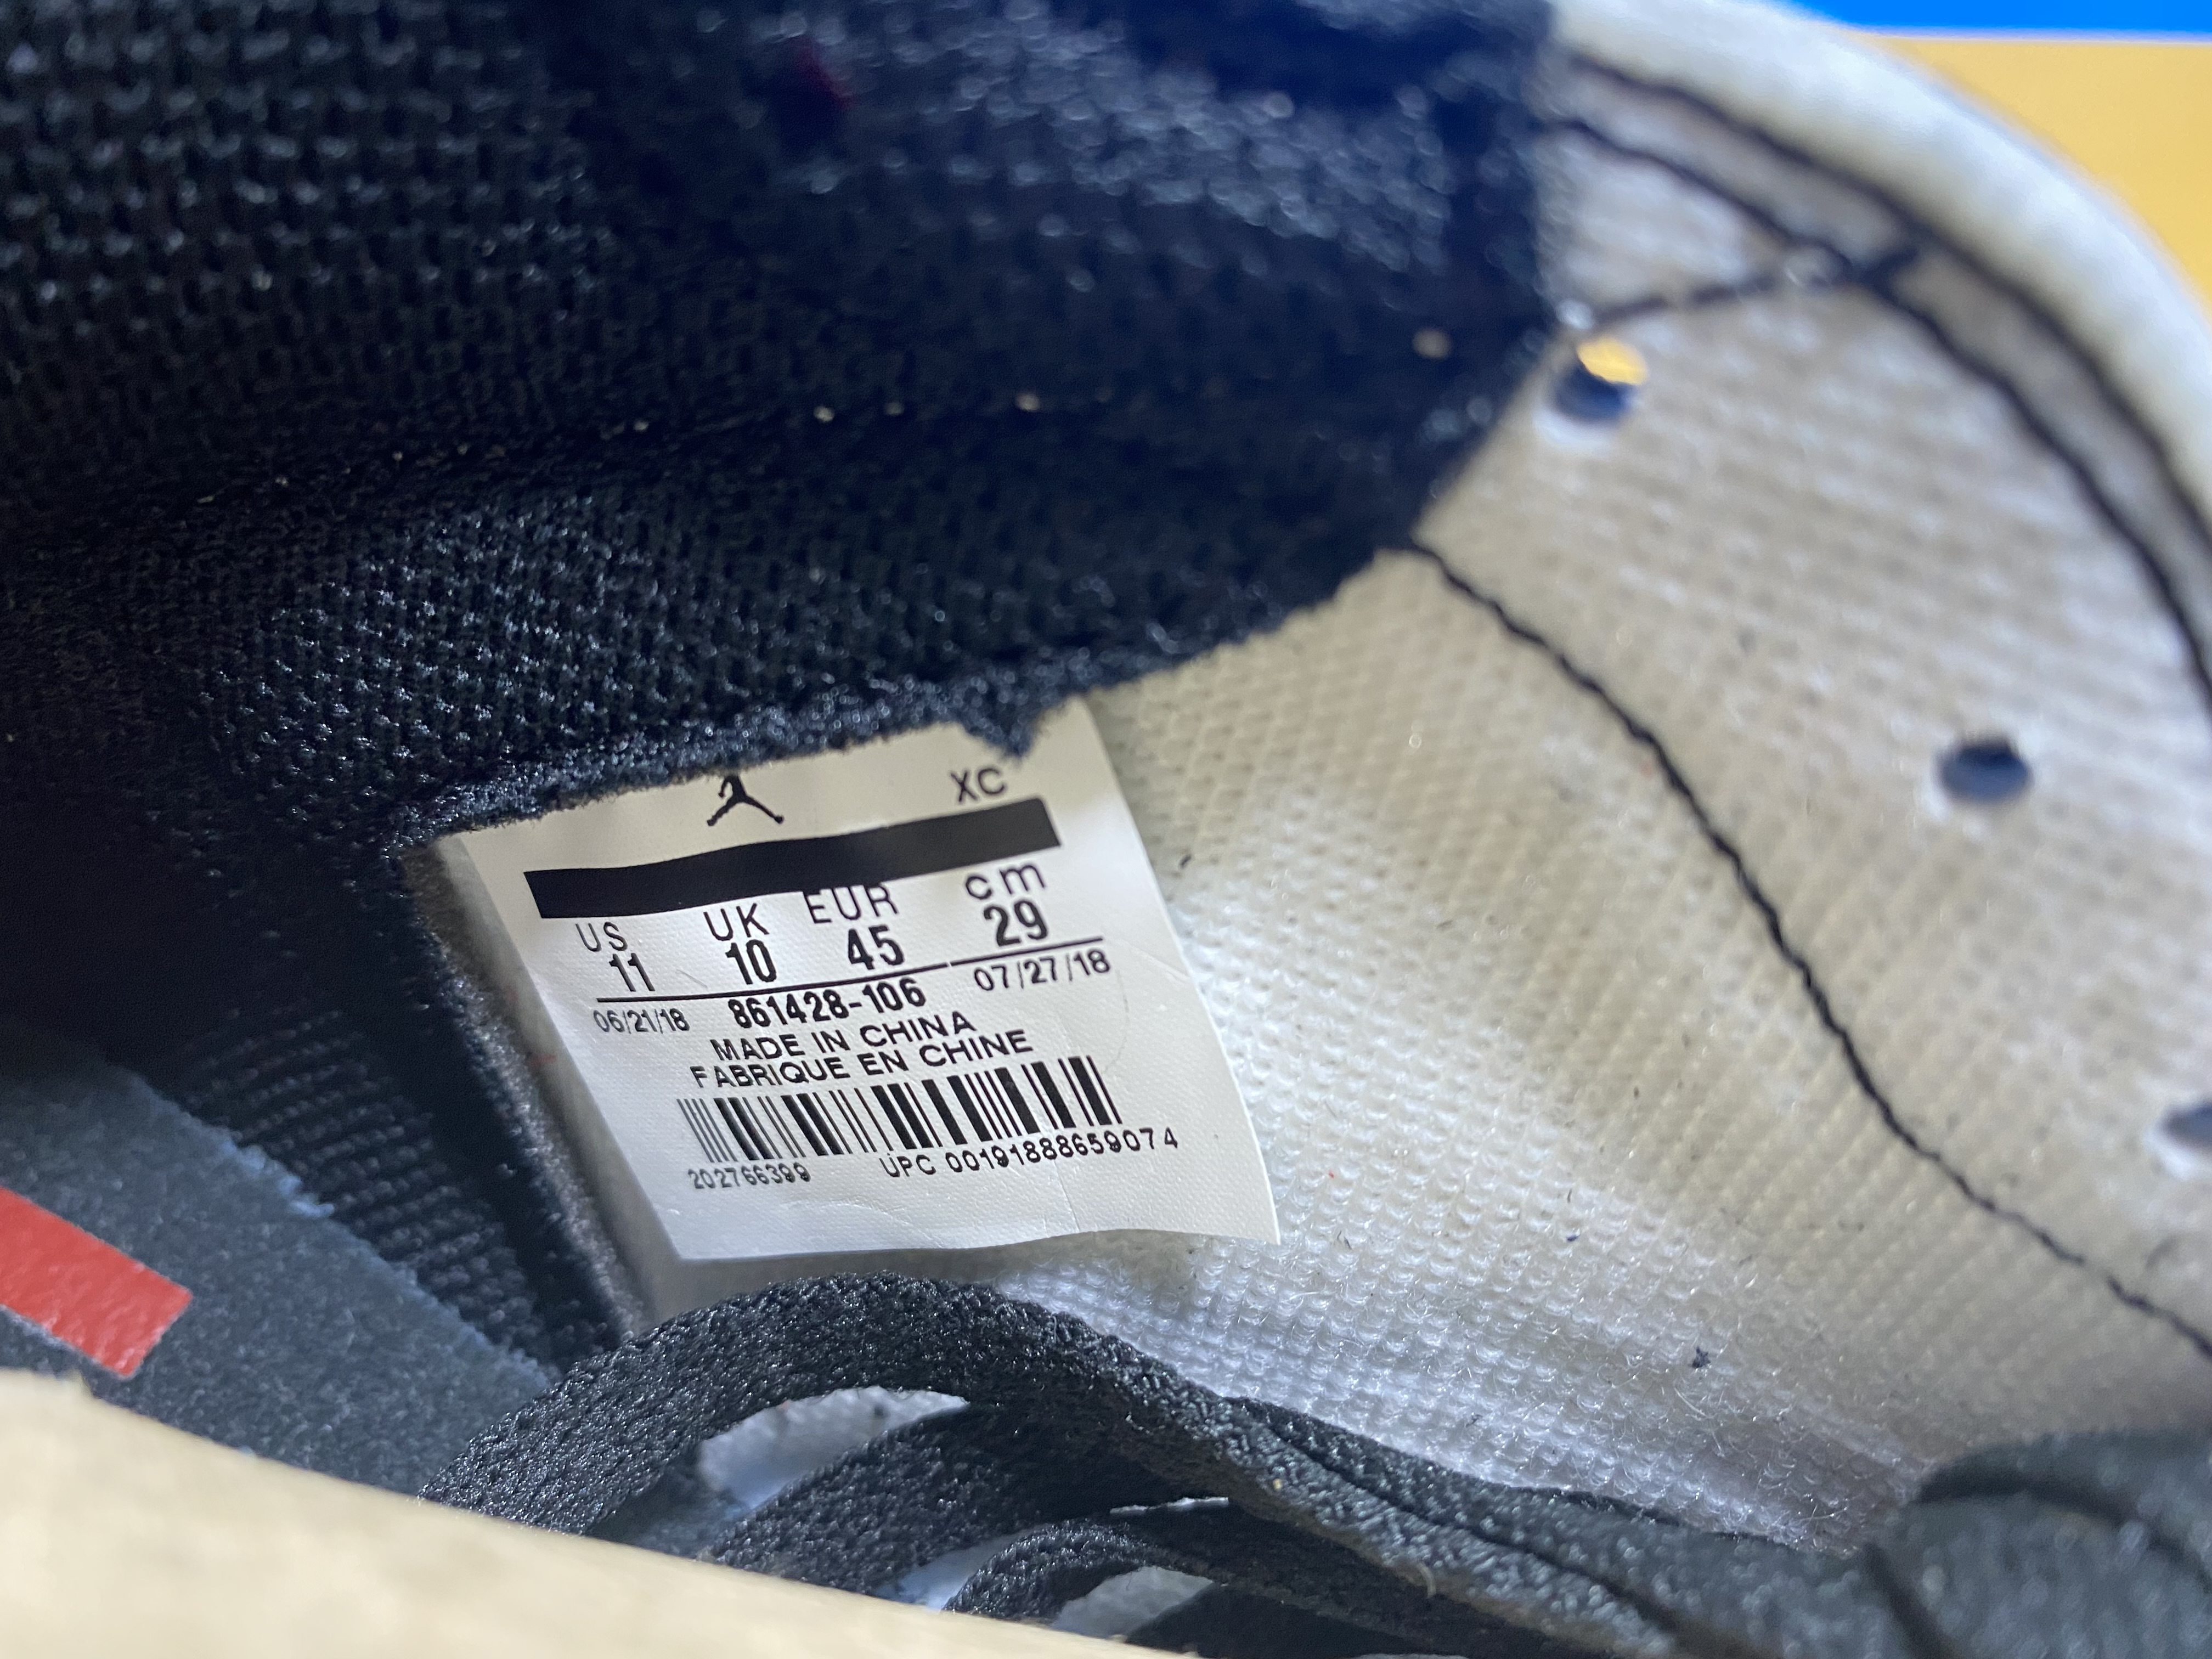 XC
US UK EUR cm
11 10 45 29
06/21/18 861428-106 07/27/18
MADE IN CHINA
FABRIQUE EN CHINE
202766399 UPC 00191888659074